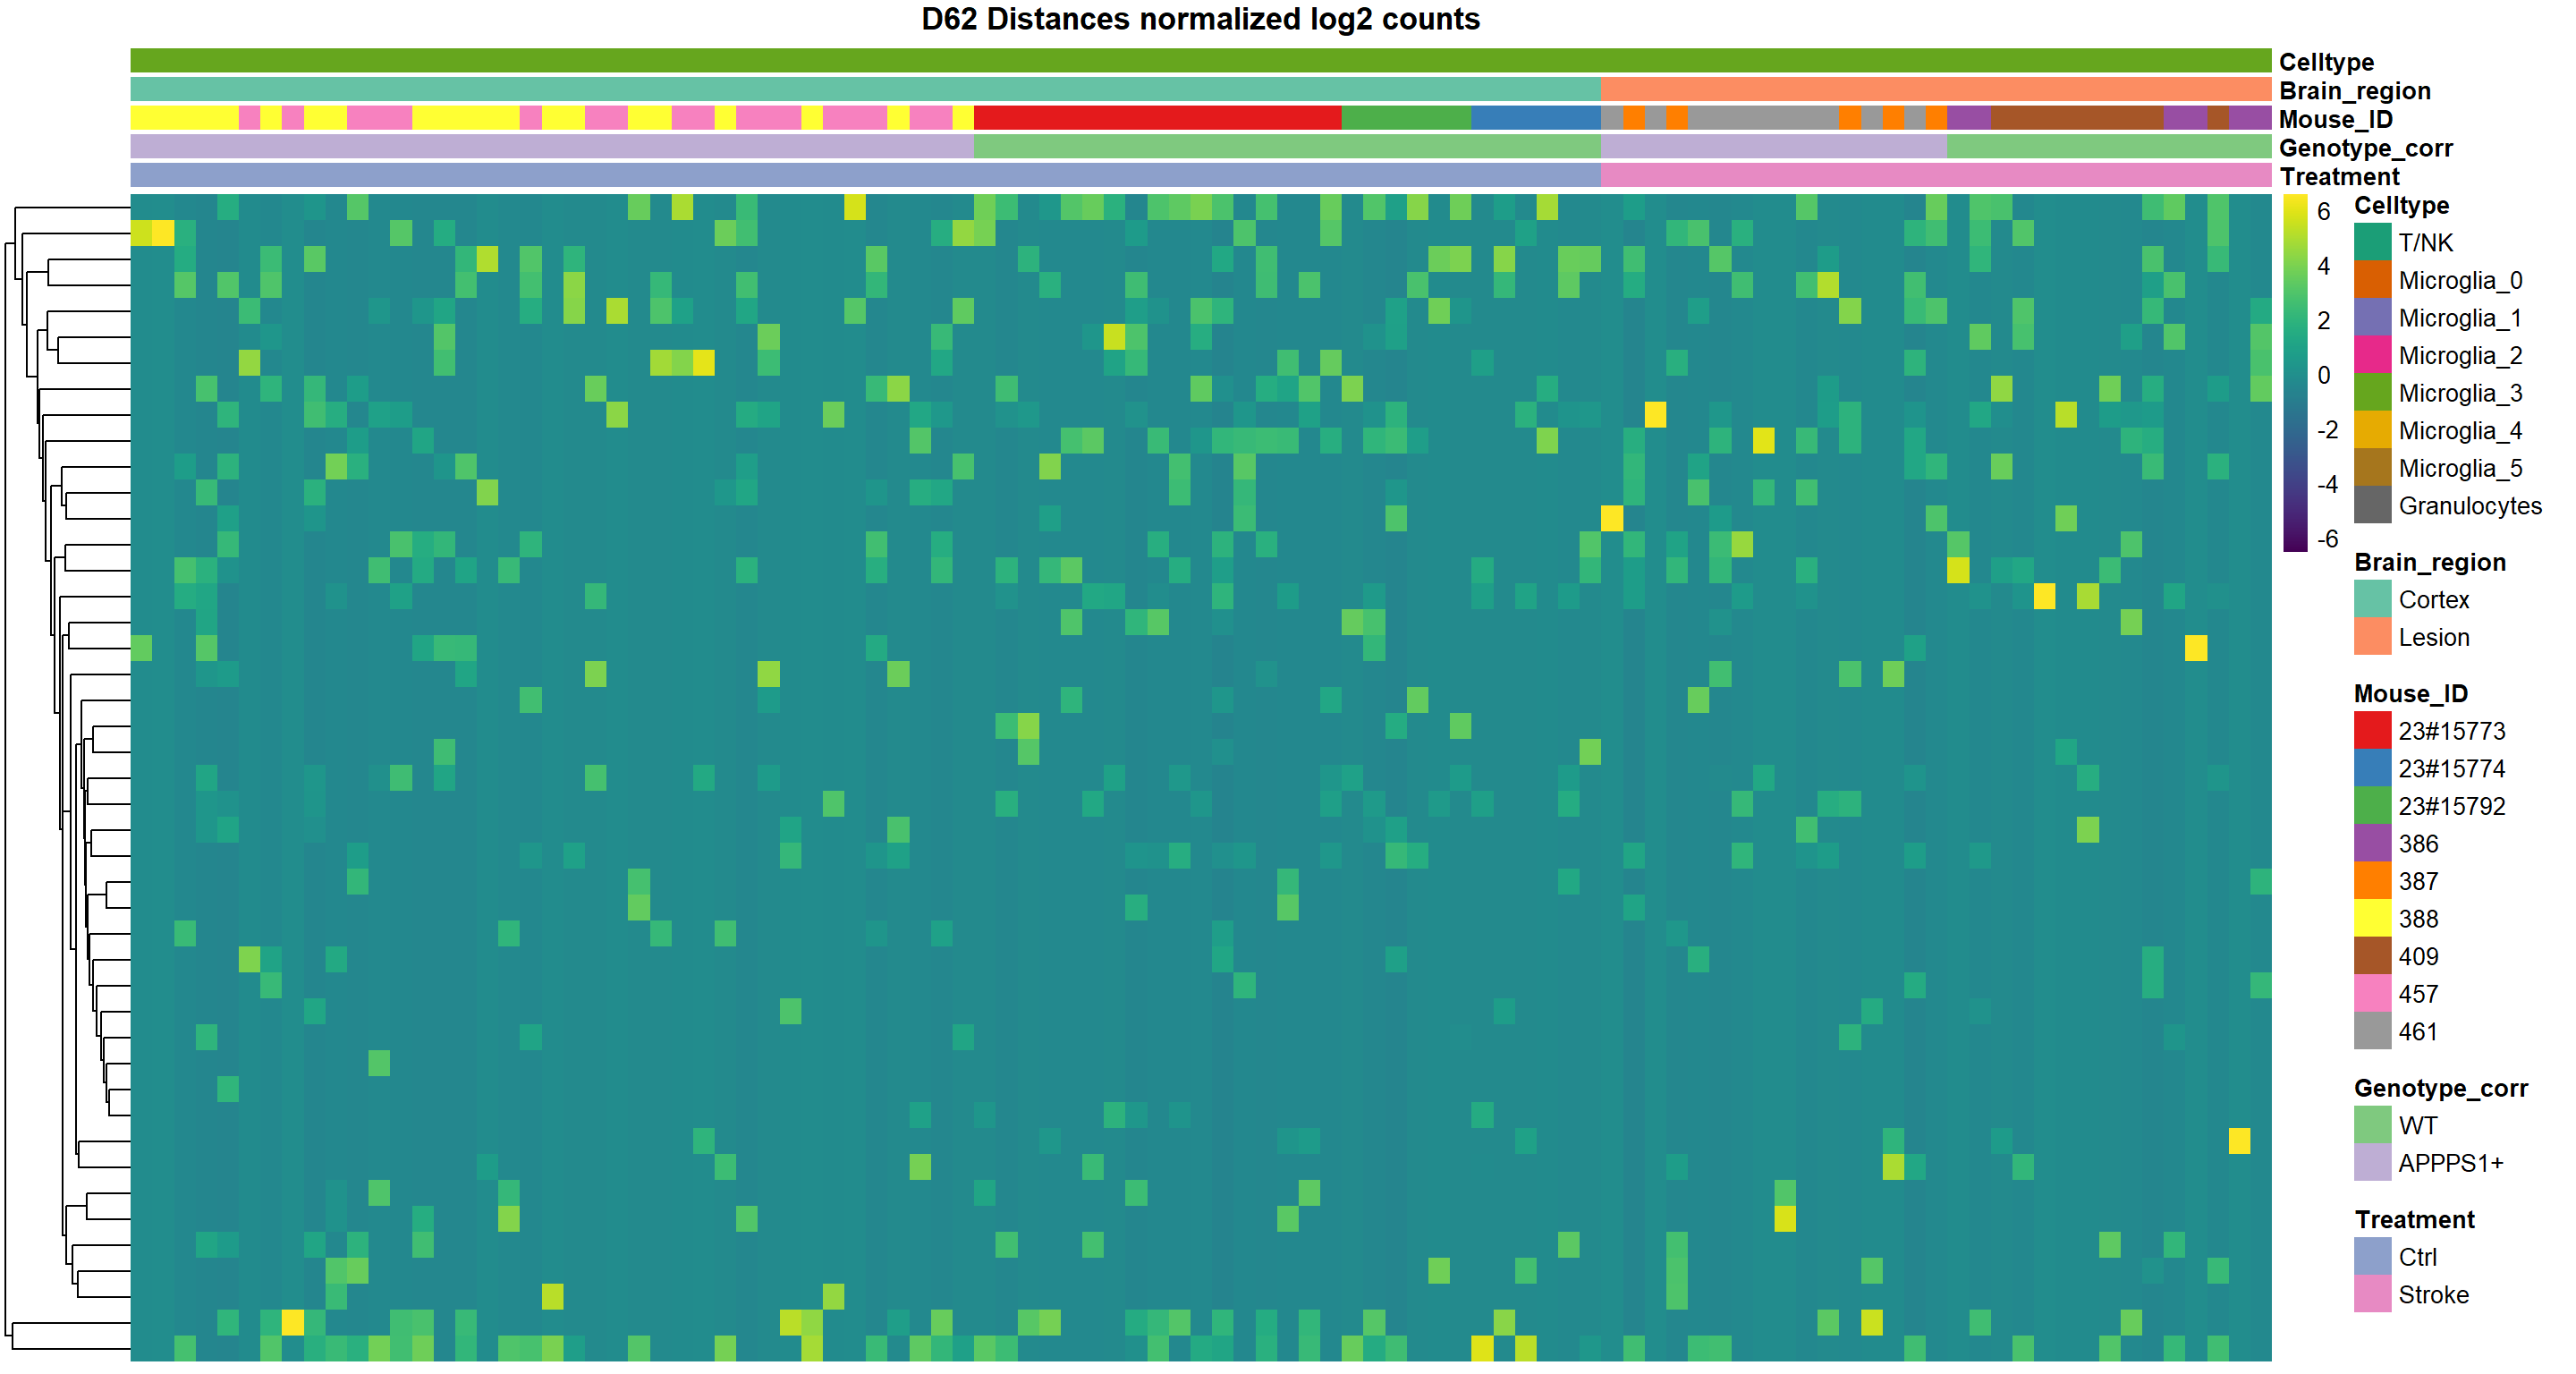 D62 Distances normalized log2 counts
Celltype
Brain_region
Mouse_ID
Genotype_corr
Treatment
6
4
2
0
-2
-4
-6
Celltype
T/NK
Microglia_0
Microglia_1
Microglia_2
Microglia_3
Microglia_4
Microglia_5
Granulocytes
Brain_region
Cortex
Lesion
Mouse_ID
23#15773
23#15774
23#15792
386
387
388
409
457
461
Genotype_corr
WT
APPPS1+
Treatment
Ctrl
Stroke